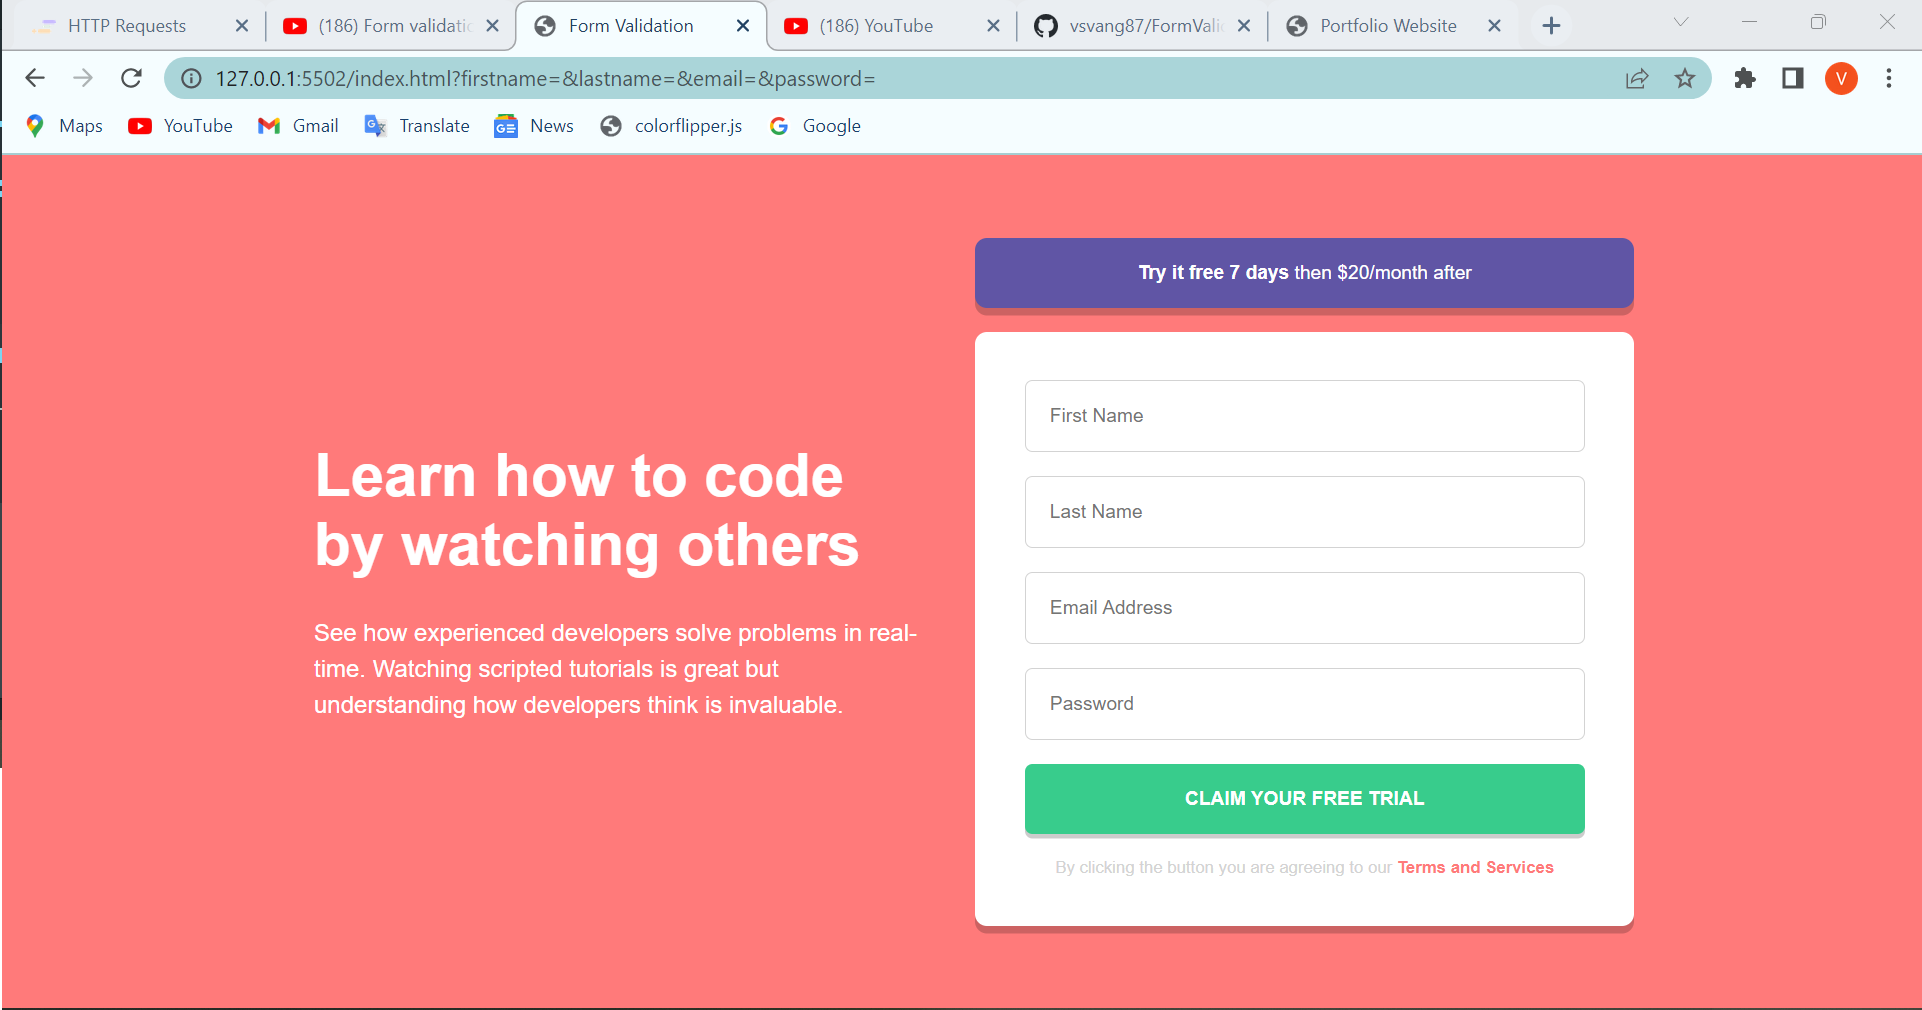 HTTP Requests
(186) Form validatic
Form Validation
(186) YouTube
vsvang87/FormVali
Portfolio Website
127.0.0.1:5502/index.html?firstname=&lastname=&email=&password=
V
Maps
YouTube
Gmail
Translate
News
colorflipper.js
Google
Try it free 7 days then $20/month after
Learn how to code
by watching others
See how experienced developers solve problems in real-
time. Watching scripted tutorials is great but
understanding how developers think is invaluable.
First Name
Last Name
Email Address
Password
CLAIM YOUR FREE TRIAL
By clicking the button you are agreeing to our Terms and Services